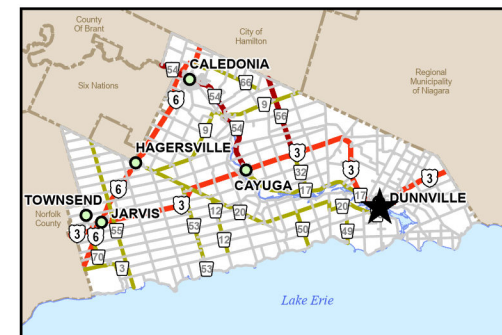 County
Of Brant
City of
Hamilton
CALEDONIA
54
66
Six Nations
6
54
9
56
Regional
Municipality
of Niagara
9
54
HAGERSVILLE
3
3
32
3
6
CAYUGA
17
17
TOWNSEND
DUNNVILLE
Norfolk
County
JARVIS
3
12
20
20
3
6
55
53
12
50
49
70
3
53
Lake Erie